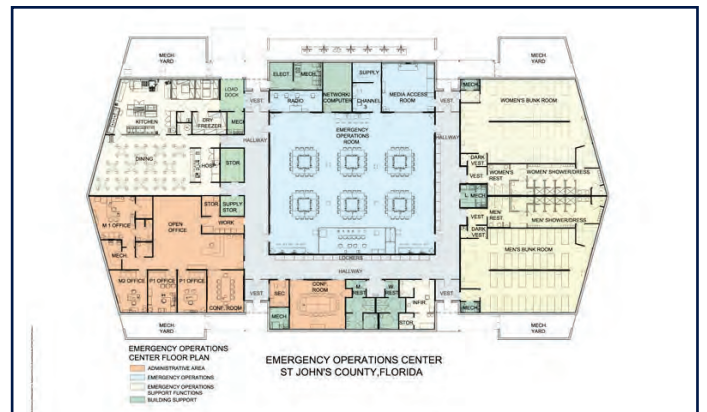 MECH.
YARD
MECH.
YARD
ELECT.
MECH.
SUPPLY
LOAD
DOCK
VEST.
RADIO
NETWORK/
COMPUTER
CHANNEL
MEDIA ACCESS
ROOM
VEST.
MECH.
WOMEN'S BUNK ROOM
KITCHEN
DRY
FREEZER
MECH
HALLWAY
EMERGENCY
OPERATIONS
ROOM
HALLWAY
DINING
STOR.
DARK
VEST
VEST
WOMEN'S
REST
WOMEN' SHOWER/DRESS
MECH
M1 OFFICE
OPEN
OFFICE
STOR.
SUPPLY
STOR.
WORK
VEST
MEN'
REST
MEN' SHOWER/DRESS
DARK
VEST
MECH.
LOCKERS
MEN'S BUNK ROOM
HALLWAY
M2 OFFICE
P1 OFFICE
P1 OFFICE
CONF. ROOM
VEST
SEC
CONF.
ROOM
M
REST
W
REST
INFIR.
VEST
MECH.
MECH
STOR.
MECH.
YARD
MECH.
YARD
EMERGENCY OPERATIONS
CENTER FLOOR PLAN
ADMINISTRATIVE AREA
EMERGENCY OPERATIONS
EMERGENCY OPERATIONS
SUPPORT FUNCTIONS
BUILDING SUPPORT
EMERGENCY OPERATIONS CENTER
ST JOHN'S COUNTY,FLORIDA